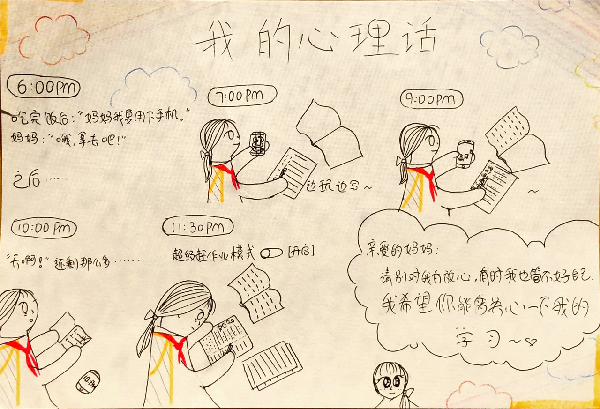 我的心理话
6:00pm
吃完饭后:"妈妈我要用下手机。"
妈妈:"哦,拿去吧!"
之后……
7:00pm
边玩边写~
9:00pm
~
10:00pm
"天啊!"还剩那么多……
10PM
11:30pm
超级赶作业模式 [开启]
亲爱的妈妈:
请别对我有放心,有时我也管不好自己.
我希望你能多关心一下我的
学习~